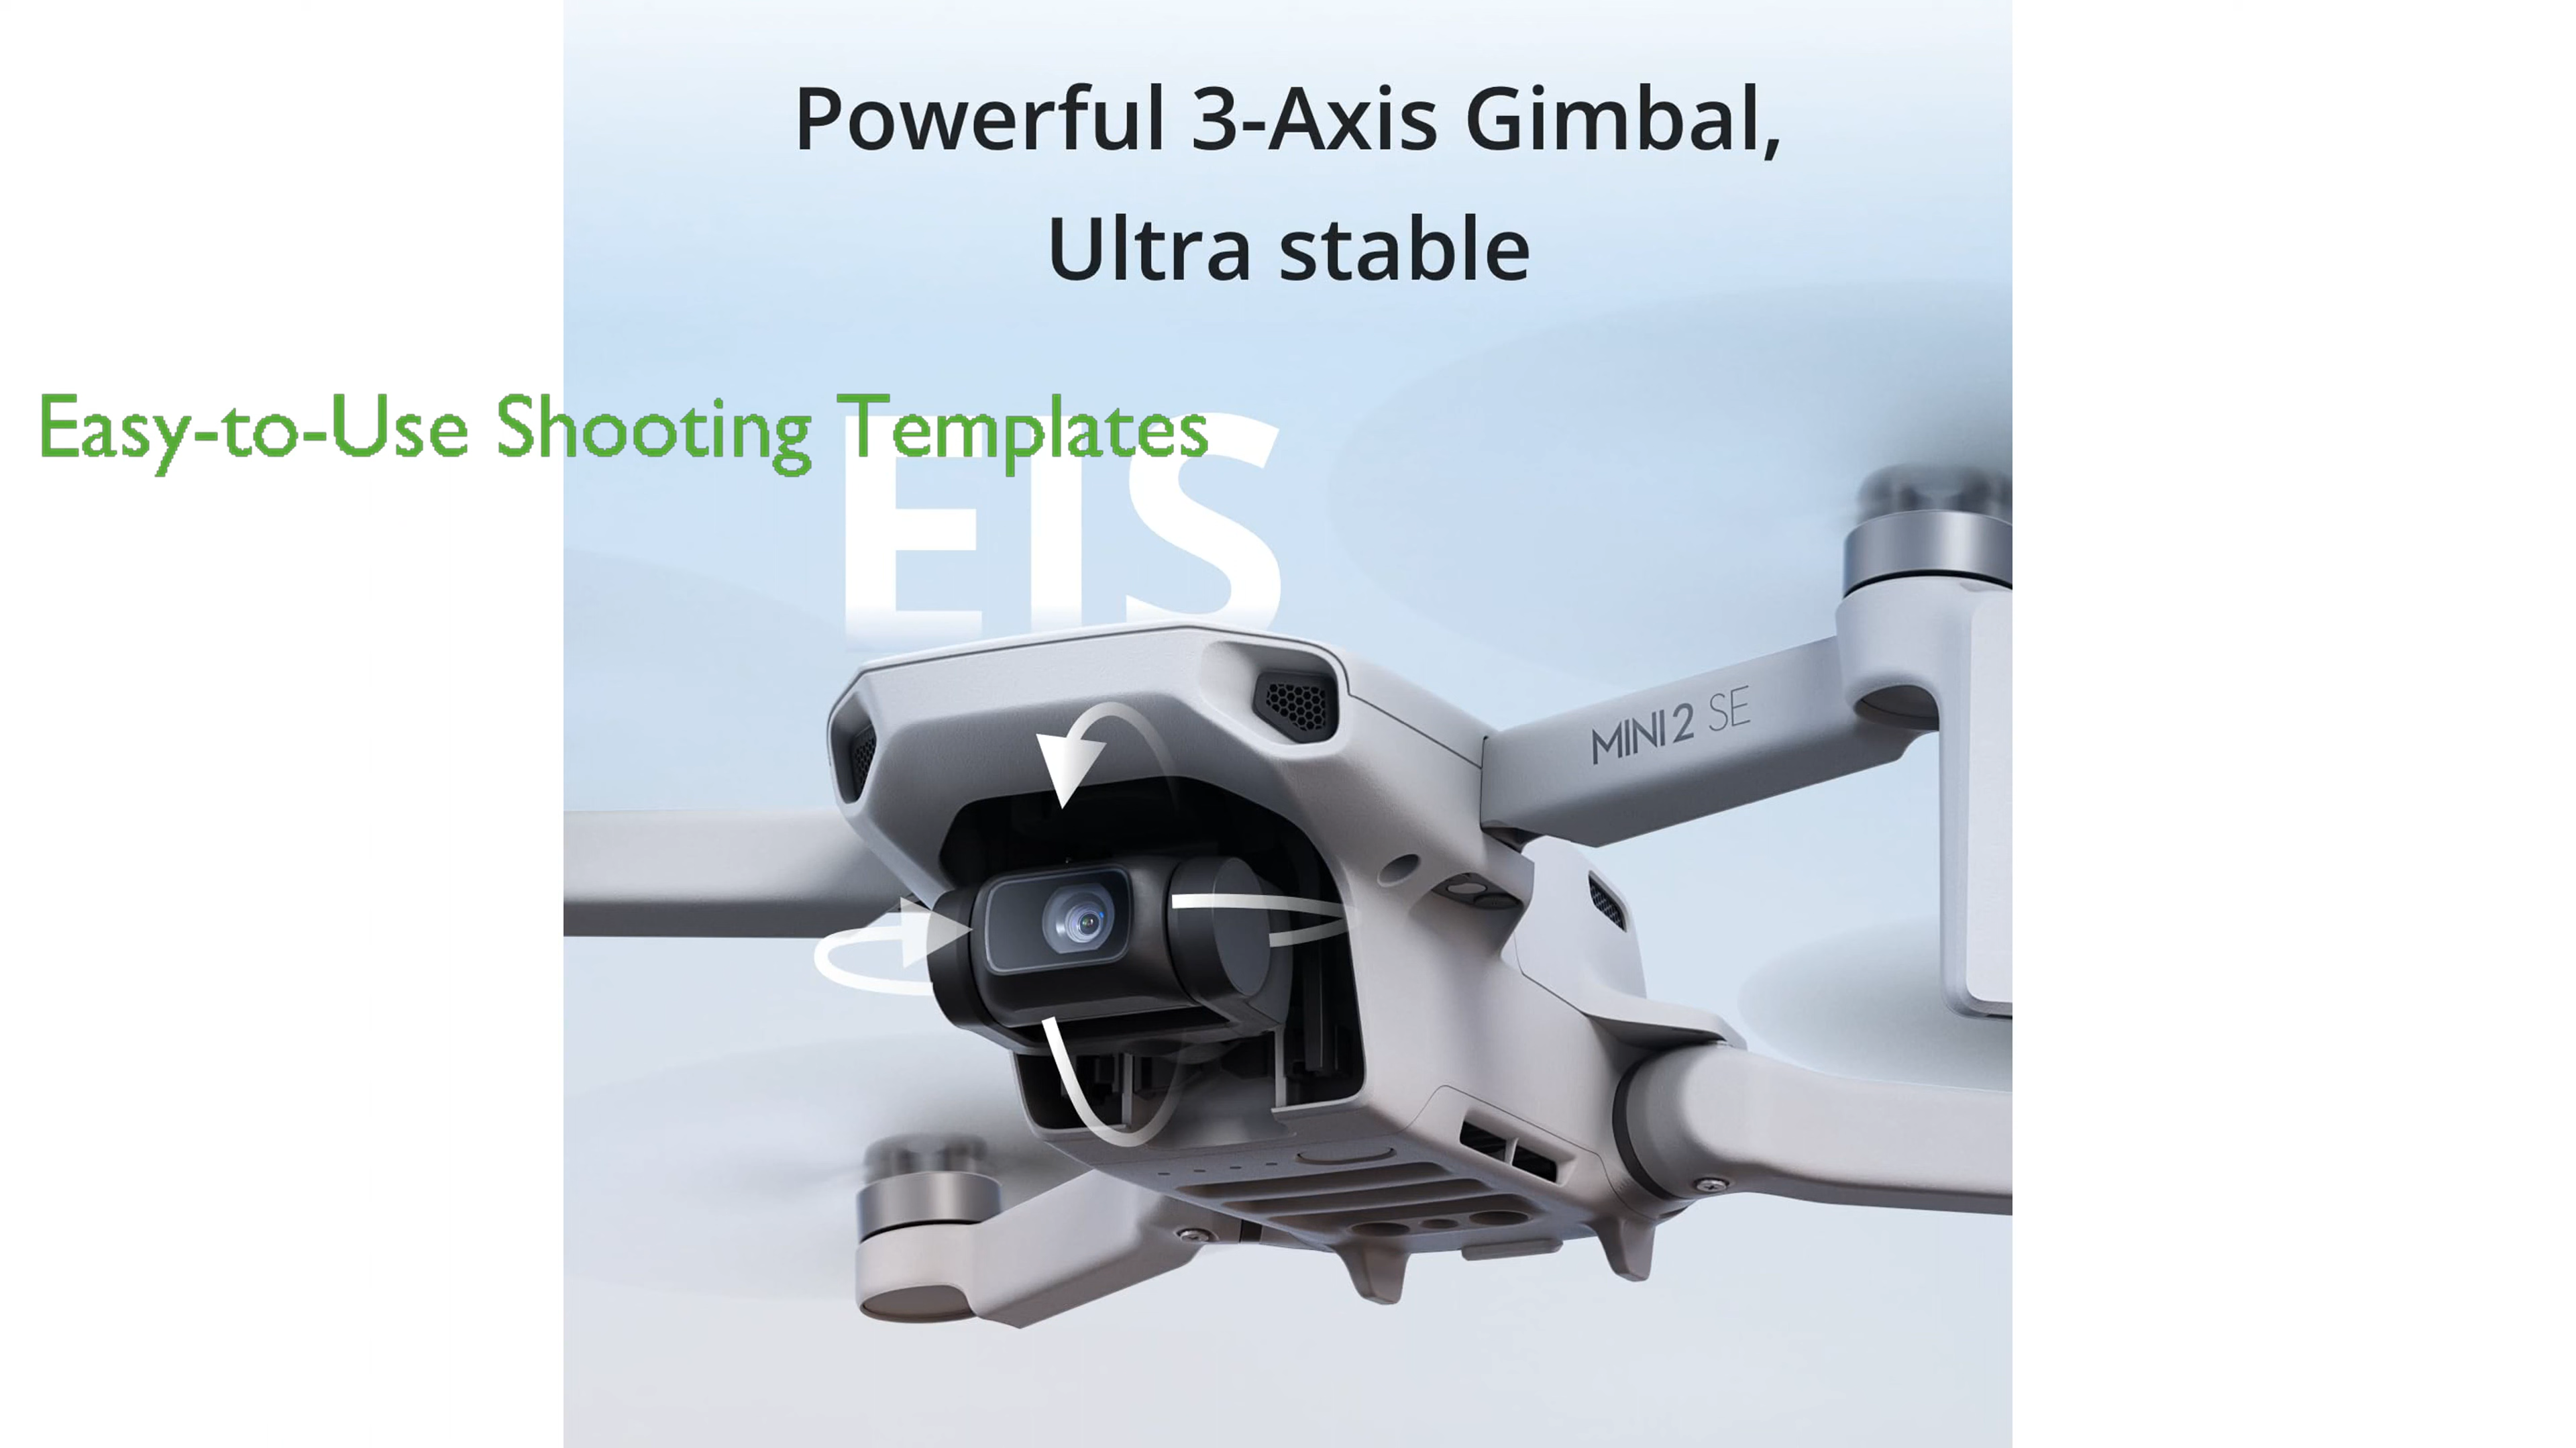 Powerful 3-Axis Gimbal,
Ultra stable
Easy-to-Use Shooting Templates
EIS
MINI 2 SE